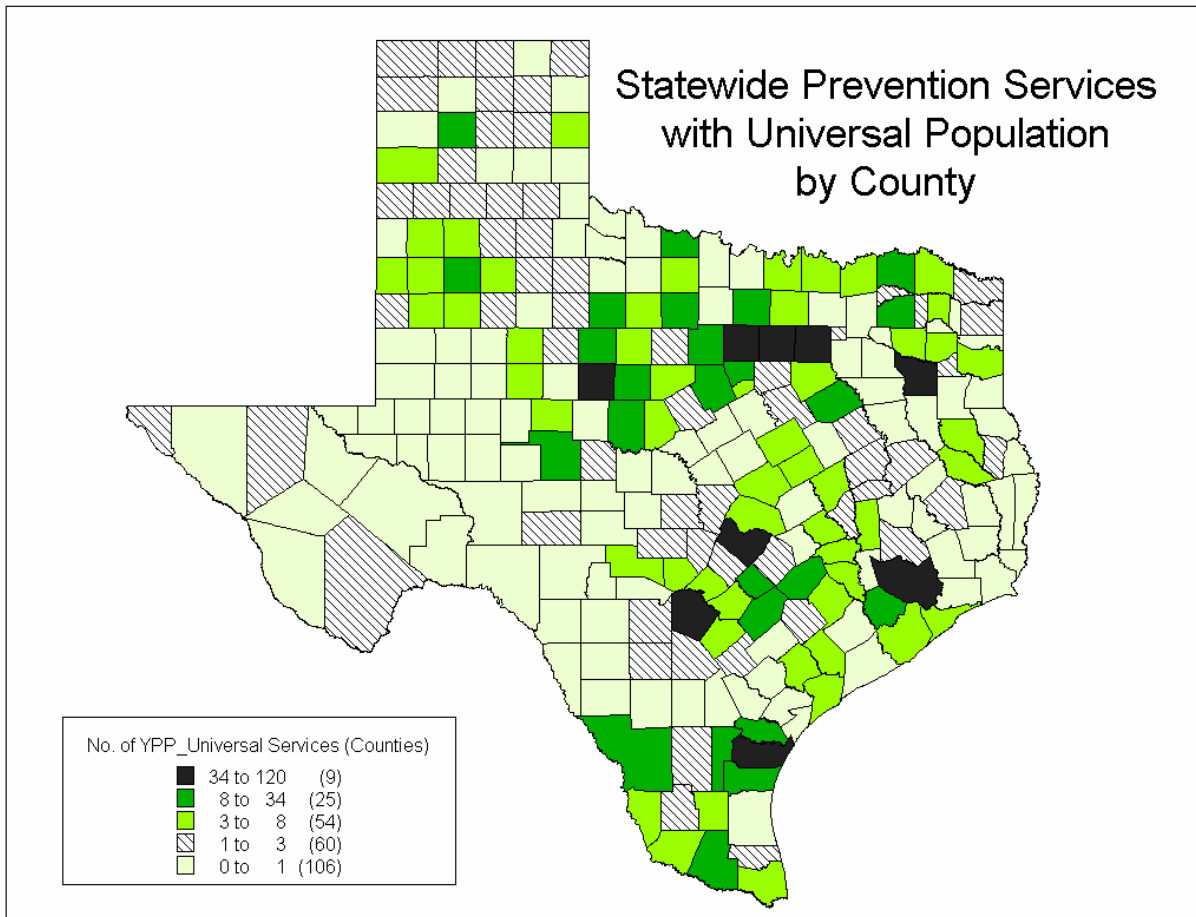 Statewide Prevention Services
with Universal Population
by County
No. of YPP_Universal Services (Counties)
34 to 120 (9)
8 to 34 (25)
3 to 8 (54)
1 to 3 (60)
0 to 1 (106)